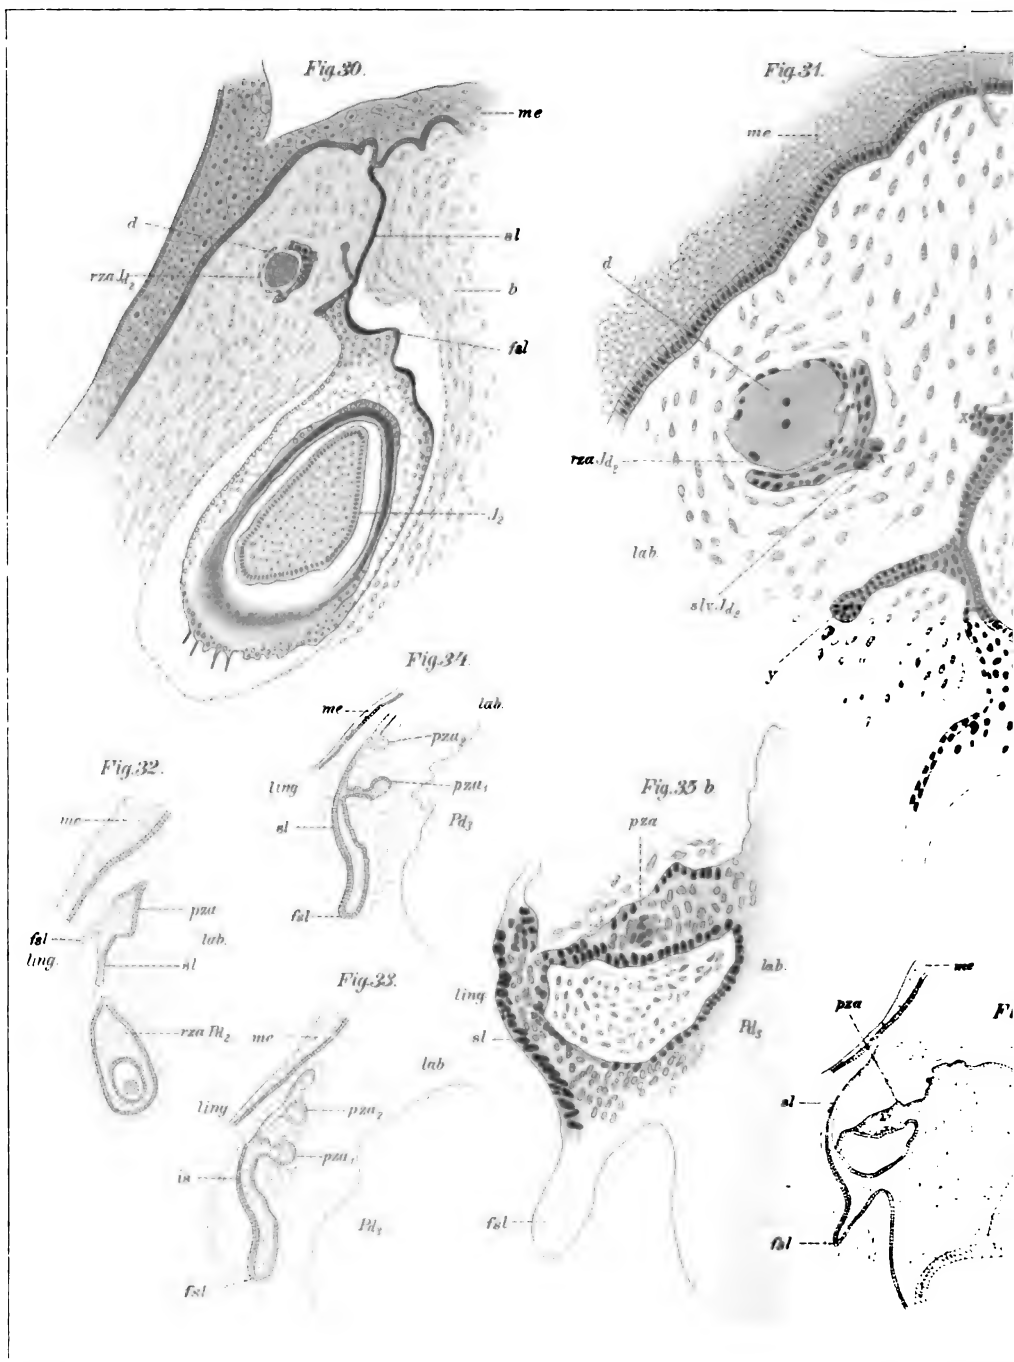 Fig.30.
me
d
sl
rza Jd₂
b
fsl
J₂
Fig.31.
me
d
rza Jd₂
x
x
lab.
slv. Jd₂
y
Fig.34.
me
lab.
pza₂
ling
pza₁
sl
Pd₃
fsl
Fig.32.
me
pza
fsl
lab.
ling.
sl
rza Pd₂
Fig.33.
me
lab
ling
pza₂
pza₁
is
fsl
Fig.35 b
pza
lab.
ling
sl
Pd₃
fsl
me
pza
sl
fsl